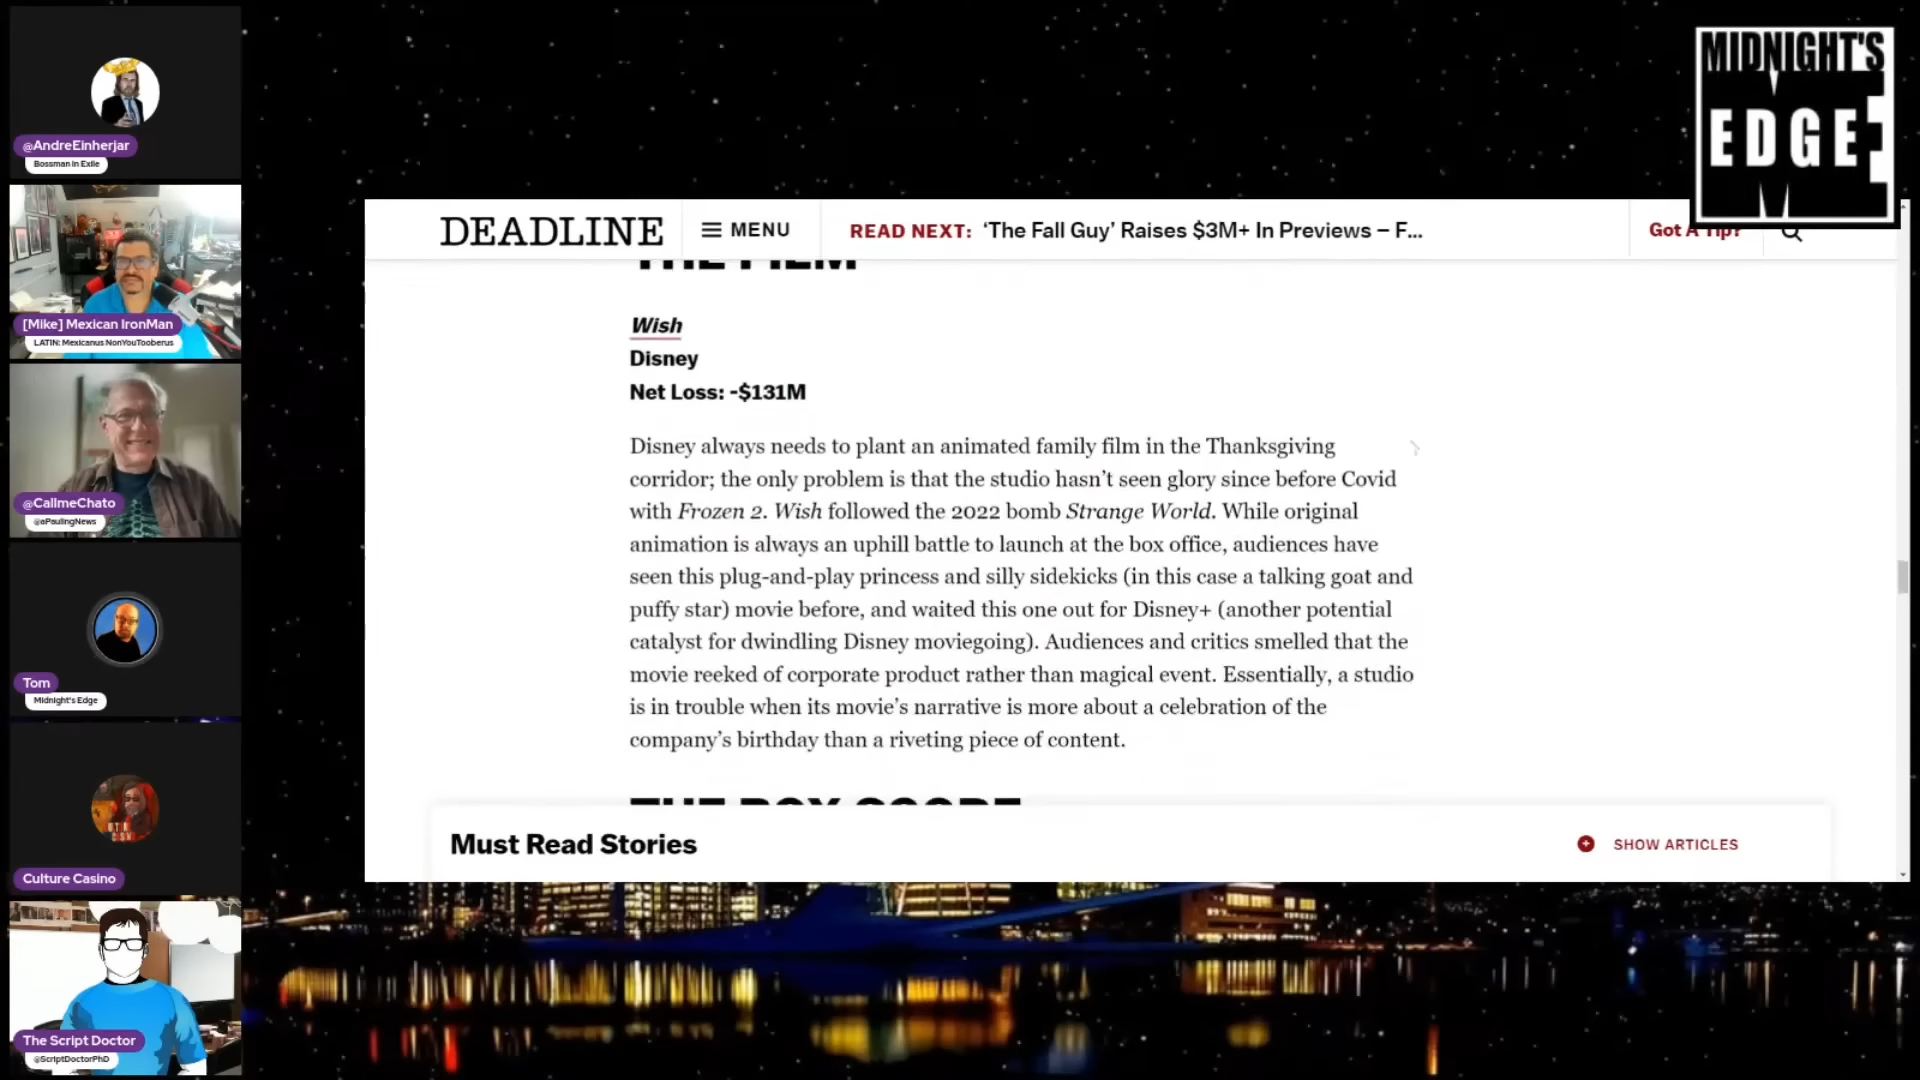 @AndreEinherjar
Bossman in Exile
[Mike] Mexican IronMan
LATIN: Mexicanus NonYouTooberus
@CallmeChato
@aPaulingNews
Tom
Midnight's Edge
Culture Casino
The Script Doctor
@ScriptDoctorPhD
MIDNIGHT'S
EDGE
DEADLINE
MENU
READ NEXT: ‘The Fall Guy’ Raises $3M+ In Previews – F...
Got A Tip?
THE FILM
Wish
Disney
Net Loss: -$131M
Disney always needs to plant an animated family film in the Thanksgiving
corridor; the only problem is that the studio hasn’t seen glory since before Covid
with Frozen 2. Wish followed the 2022 bomb Strange World. While original
animation is always an uphill battle to launch at the box office, audiences have
seen this plug-and-play princess and silly sidekicks (in this case a talking goat and
puffy star) movie before, and waited this one out for Disney+ (another potential
catalyst for dwindling Disney moviegoing). Audiences and critics smelled that the
movie reeked of corporate product rather than magical event. Essentially, a studio
is in trouble when its movie’s narrative is more about a celebration of the
company’s birthday than a riveting piece of content.
THE BOX SCORE
Must Read Stories
SHOW ARTICLES